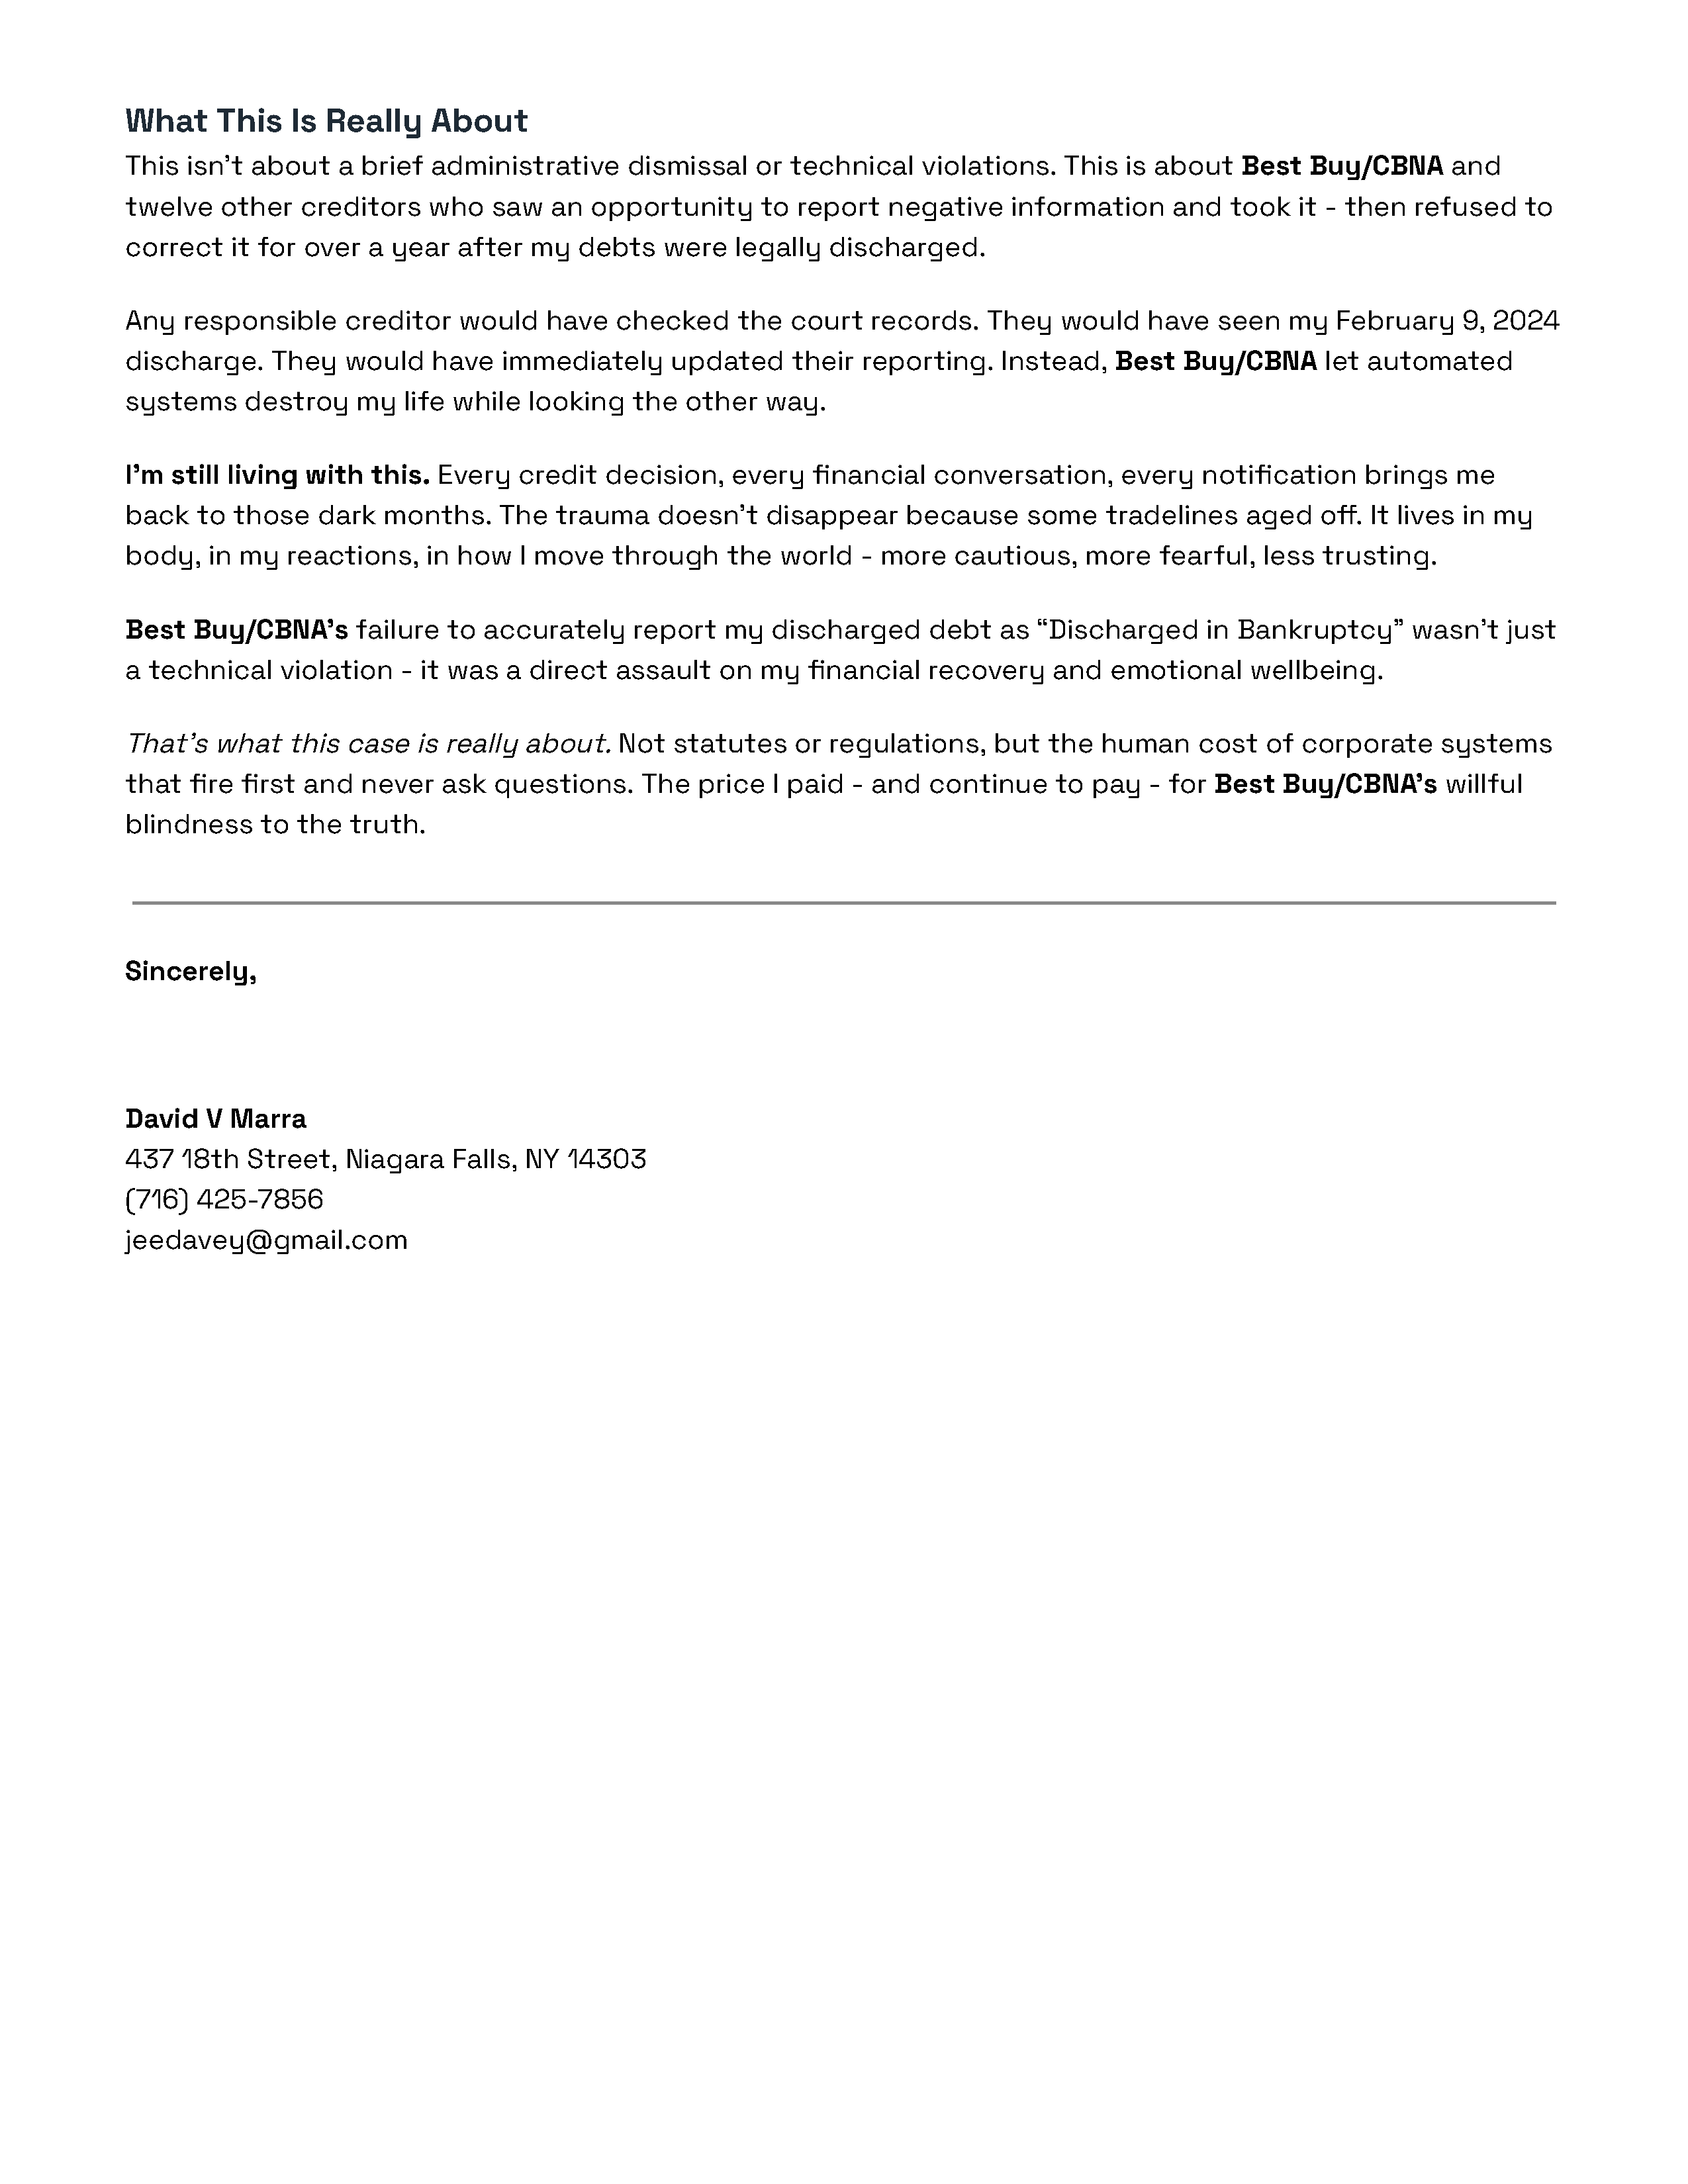 What This Is Really About
This isn’t about a brief administrative dismissal or technical violations. This is about Best Buy/CBNA and
twelve other creditors who saw an opportunity to report negative information and took it - then refused to
correct it for over a year after my debts were legally discharged.
Any responsible creditor would have checked the court records. They would have seen my February 9, 2024
discharge. They would have immediately updated their reporting. Instead, Best Buy/CBNA let automated
systems destroy my life while looking the other way.
I’m still living with this. Every credit decision, every financial conversation, every notification brings me
back to those dark months. The trauma doesn’t disappear because some tradelines aged off. It lives in my
body, in my reactions, in how I move through the world - more cautious, more fearful, less trusting.
Best Buy/CBNA’s failure to accurately report my discharged debt as “Discharged in Bankruptcy” wasn’t just
a technical violation - it was a direct assault on my financial recovery and emotional wellbeing.
That’s what this case is really about. Not statutes or regulations, but the human cost of corporate systems
that fire first and never ask questions. The price I paid - and continue to pay - for Best Buy/CBNA’s willful
blindness to the truth.
Sincerely,
David V Marra
437 18th Street, Niagara Falls, NY 14303
(716) 425-7856
jeedavey@gmail.com